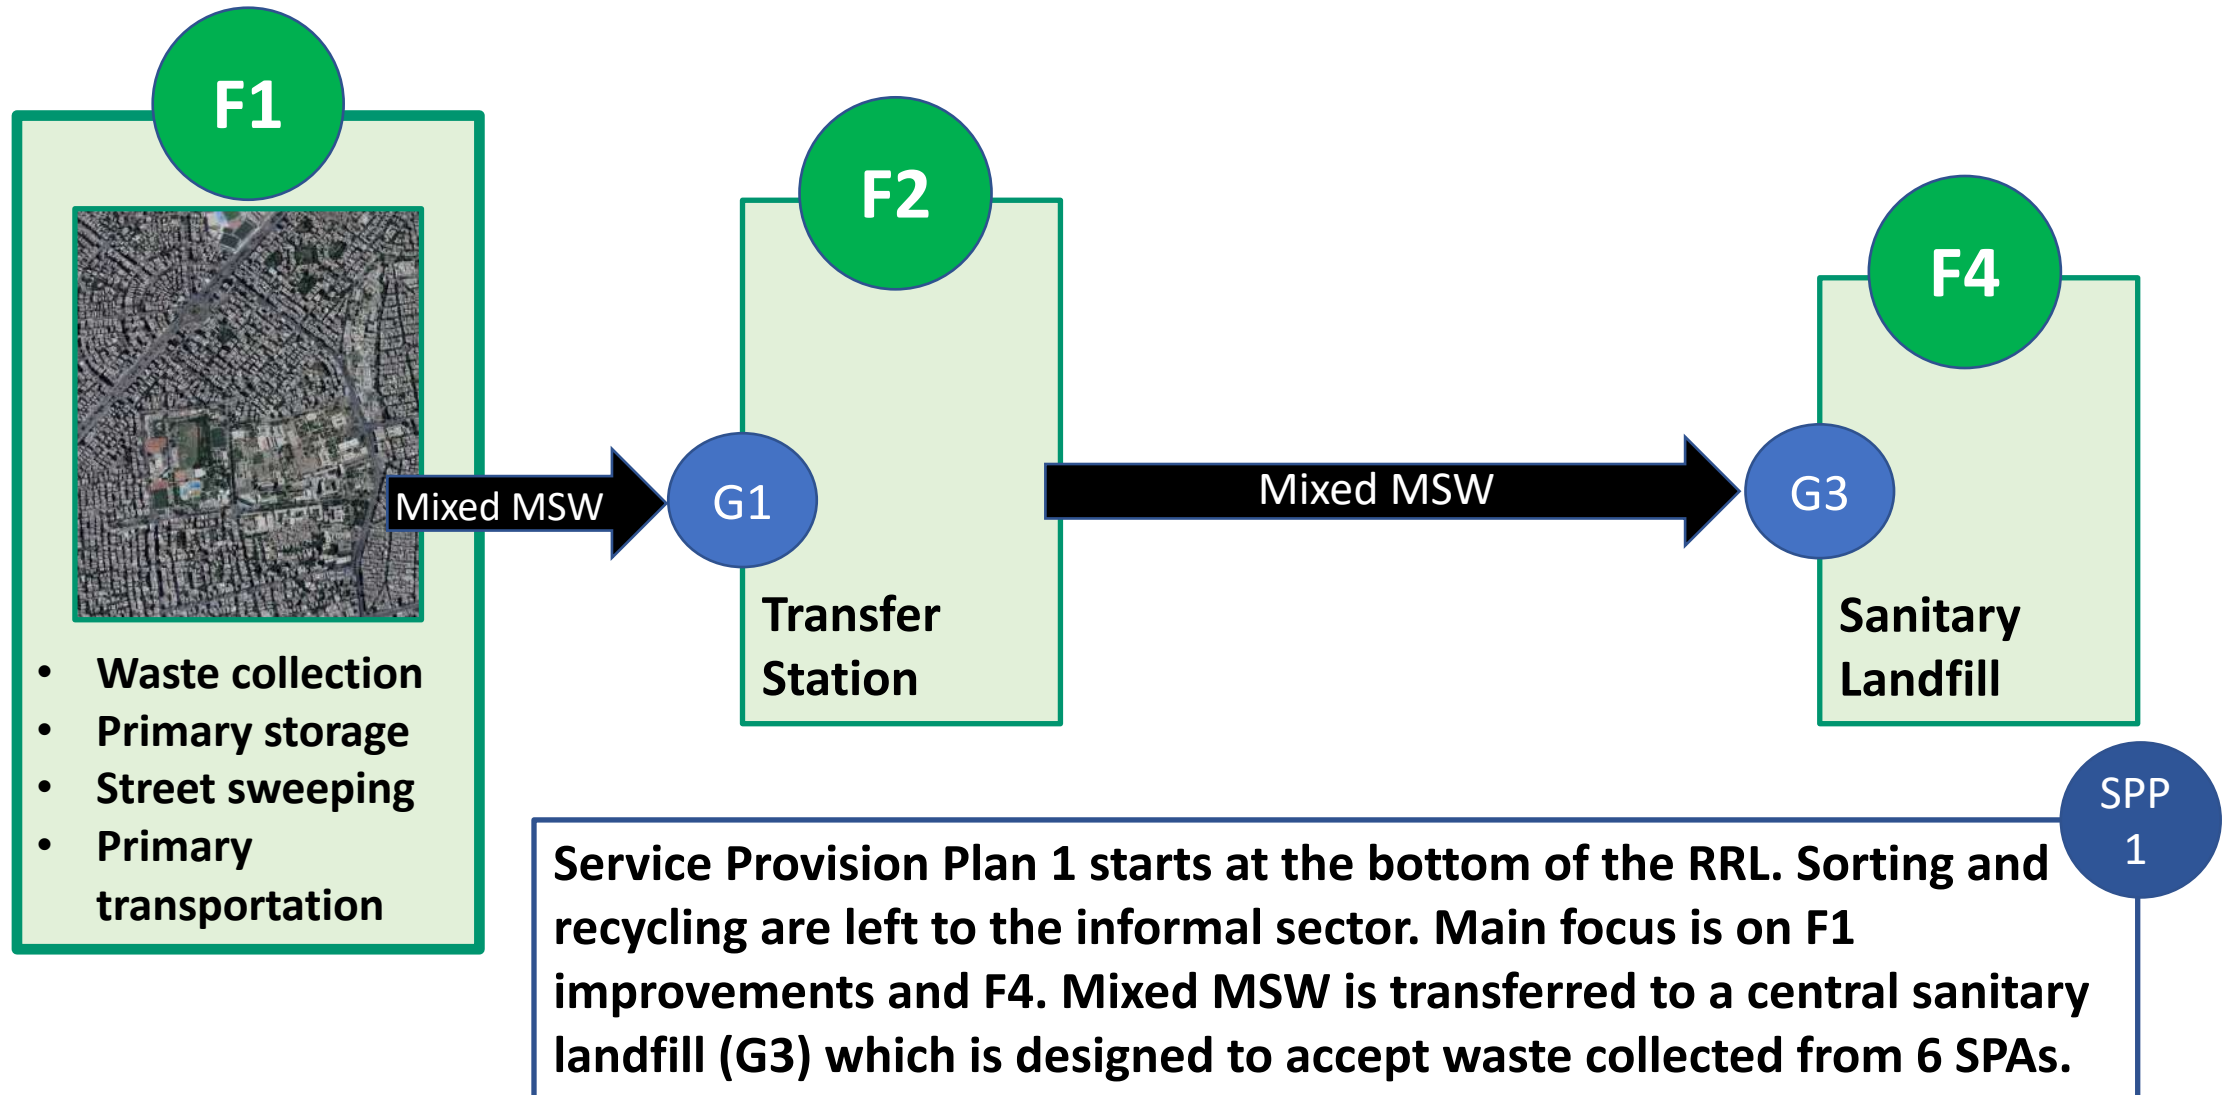 F1
• Waste collection
• Primary storage
• Street sweeping
• Primary
transportation
Mixed MSW
G1
F2
Transfer
Station
Mixed MSW
G3
F4
Sanitary
Landfill
SPP
1
Service Provision Plan 1 starts at the bottom of the RRL. Sorting and
recycling are left to the informal sector. Main focus is on F1
improvements and F4. Mixed MSW is transferred to a central sanitary
landfill (G3) which is designed to accept waste collected from 6 SPAs.